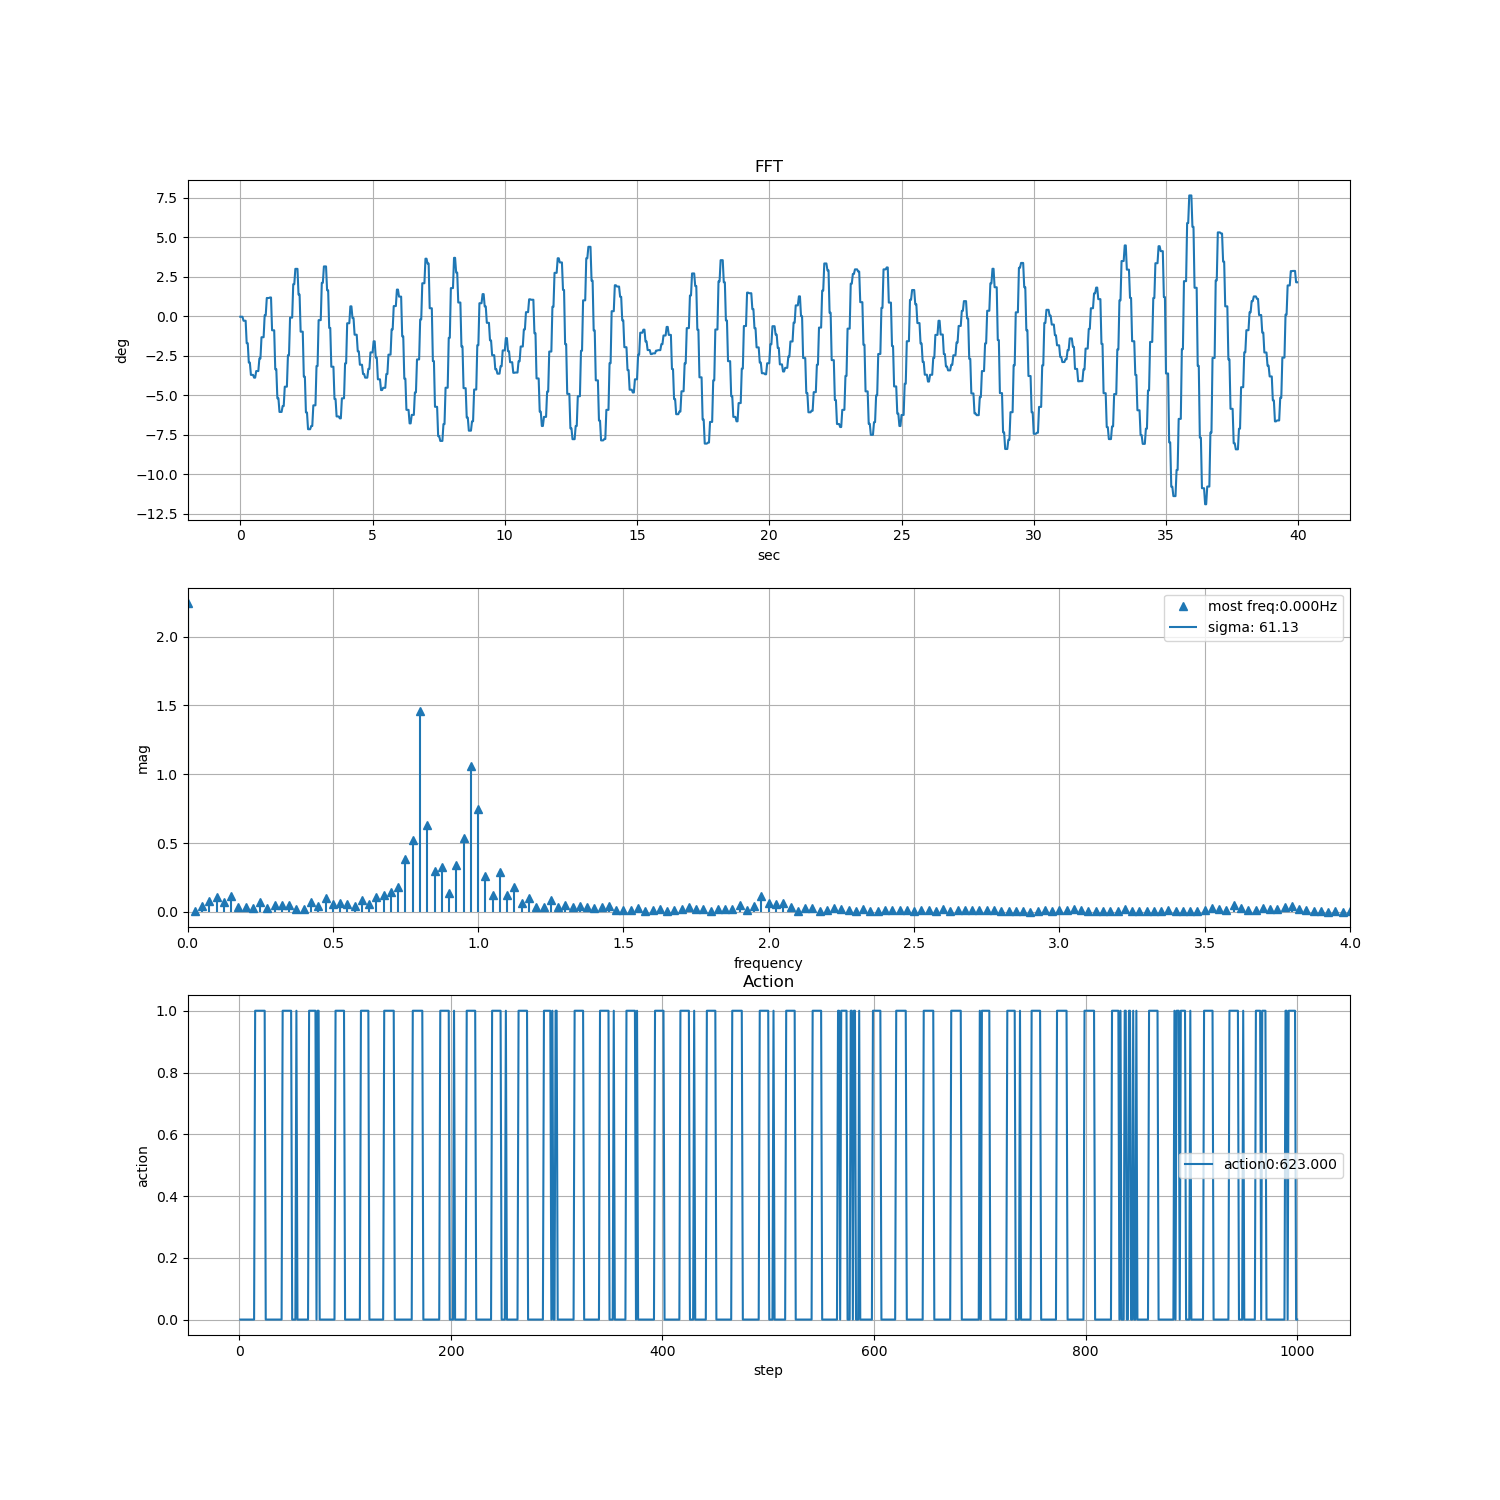 FFT
7.5
5.0
2.5
0.0
−2.5
−5.0
−7.5
−10.0
−12.5
deg
0 5 10 15 20 25 30 35 40
sec
most freq:0.000Hz
sigma: 61.13
2.0
1.5
1.0
0.5
0.0
mag
0.0 0.5 1.0 1.5 2.0 2.5 3.0 3.5 4.0
frequency
Action
1.0
0.8
0.6
0.4
0.2
0.0
action
action0:623.000
0 200 400 600 800 1000
step